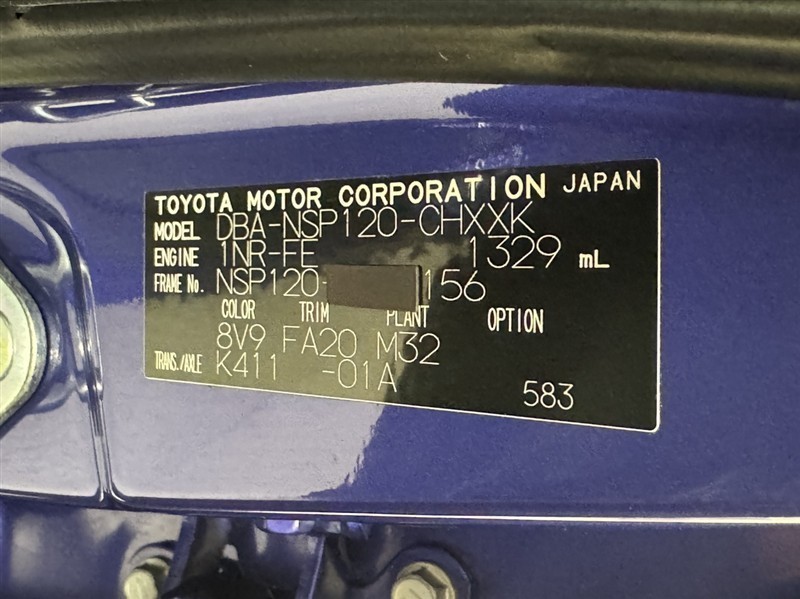 TOYOTA MOTOR CORPORATION JAPAN
MODEL DBA-NSP120-CHXXK
ENGINE 1NR-FE 1329 mL
FRAME No. NSP120- 156
COLOR TRIM PLANT OPTION
8V9 FA20 M32
TRANS./AXLE K411 -01A
583